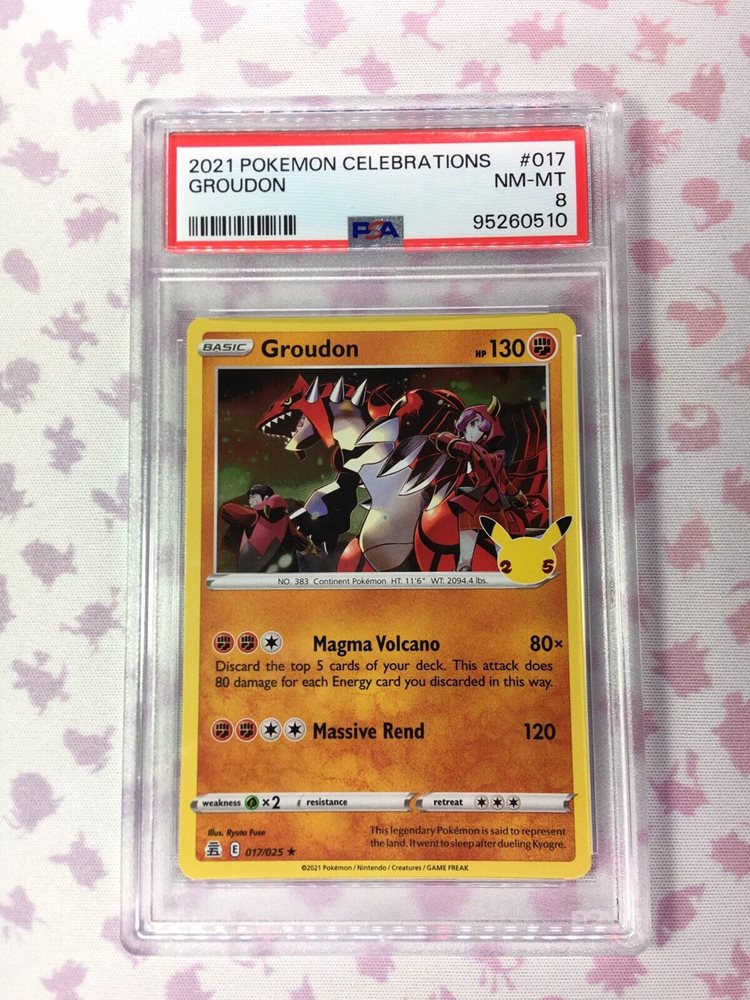 2021 POKEMON CELEBRATIONS #017
GROUDON NM-MT
8
95260510
PSA
BASIC Groudon HP 130
NO. 383 Continent Pokémon HT: 11'6" WT: 2094.4 lbs.
25
Magma Volcano 80×
Discard the top 5 cards of your deck. This attack does
80 damage for each Energy card you discarded in this way.
Massive Rend 120
weakness ×2 resistance retreat
Illus. Ryuta Fuse
This legendary Pokémon is said to represent
the land. It went to sleep after dueling Kyogre.
五 E 017/025 ★
©2021 Pokémon / Nintendo / Creatures / GAME FREAK